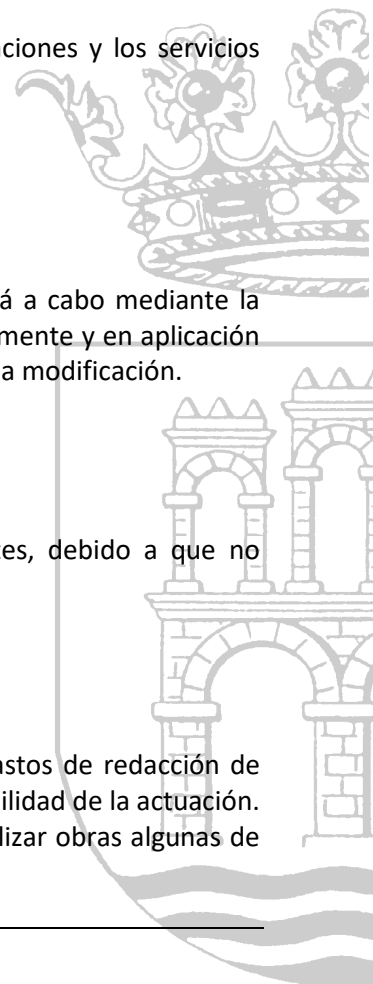 ciones y los servicios
á a cabo mediante la
mente y en aplicación
a modificación.
tes, debido a que no
astos de redacción de
ilidad de la actuación.
lizar obras algunas de